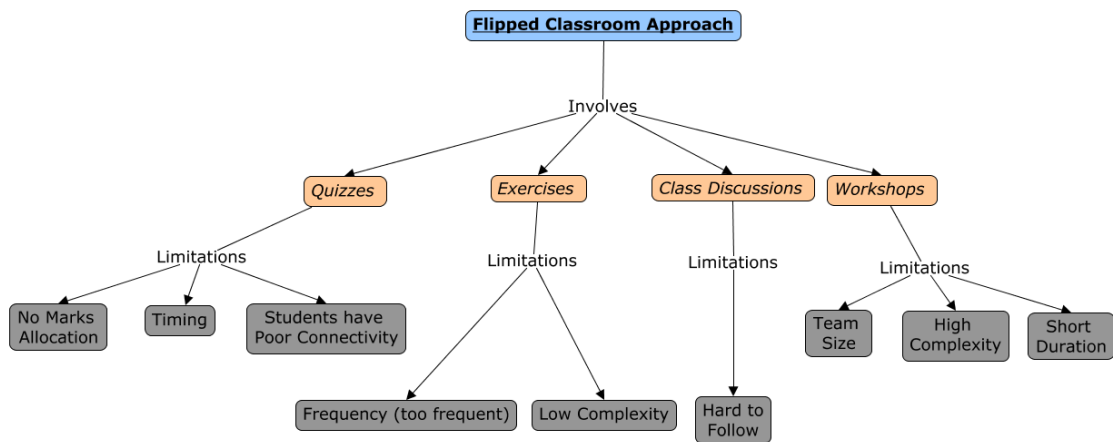 Flipped Classroom Approach
Involves
Quizzes
Exercises
Class Discussions
Workshops
Limitations
Limitations
Limitations
Limitations
No Marks
Allocation
Timing
Students have
Poor Connectivity
Team
Size
High
Complexity
Short
Duration
Frequency (too frequent)
Low Complexity
Hard to
Follow